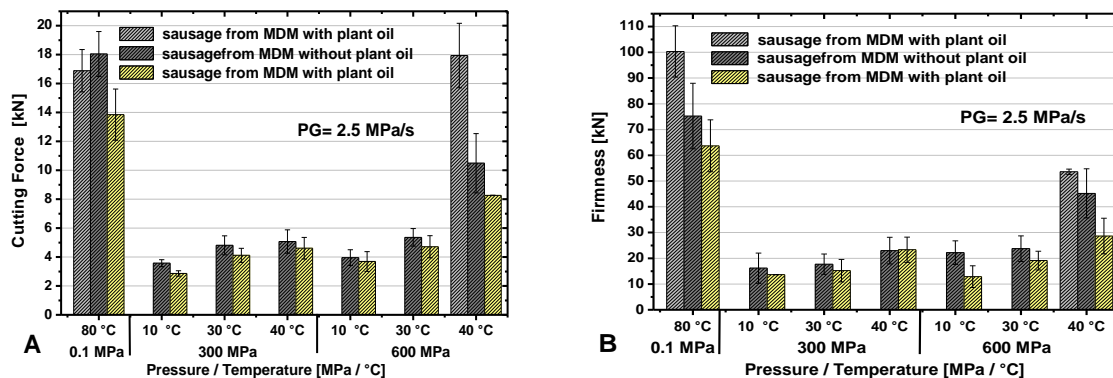 20
18
16
14
12
10
8
6
4
2
0
Cutting Force [kN]
sausage from MDM with plant oil
sausagefrom MDM without plant oil
sausage from MDM with plant oil
PG= 2.5 MPa/s
80 °C 10 °C 30 °C 40 °C 10 °C 30 °C 40 °C
0.1 MPa 300 MPa 600 MPa
Pressure / Temperature [MPa / °C]
A
110
100
90
80
70
60
50
40
30
20
10
0
Firmness [kN]
sausage from MDM with plant oil
sausagefrom MDM without plant oil
sausage from MDM with plant oil
PG= 2.5 MPa/s
80 °C 10 °C 30 °C 40 °C 10 °C 30 °C 40 °C
0.1 MPa 300 MPa 600 MPa
Pressure / Temperature [MPa / °C]
B